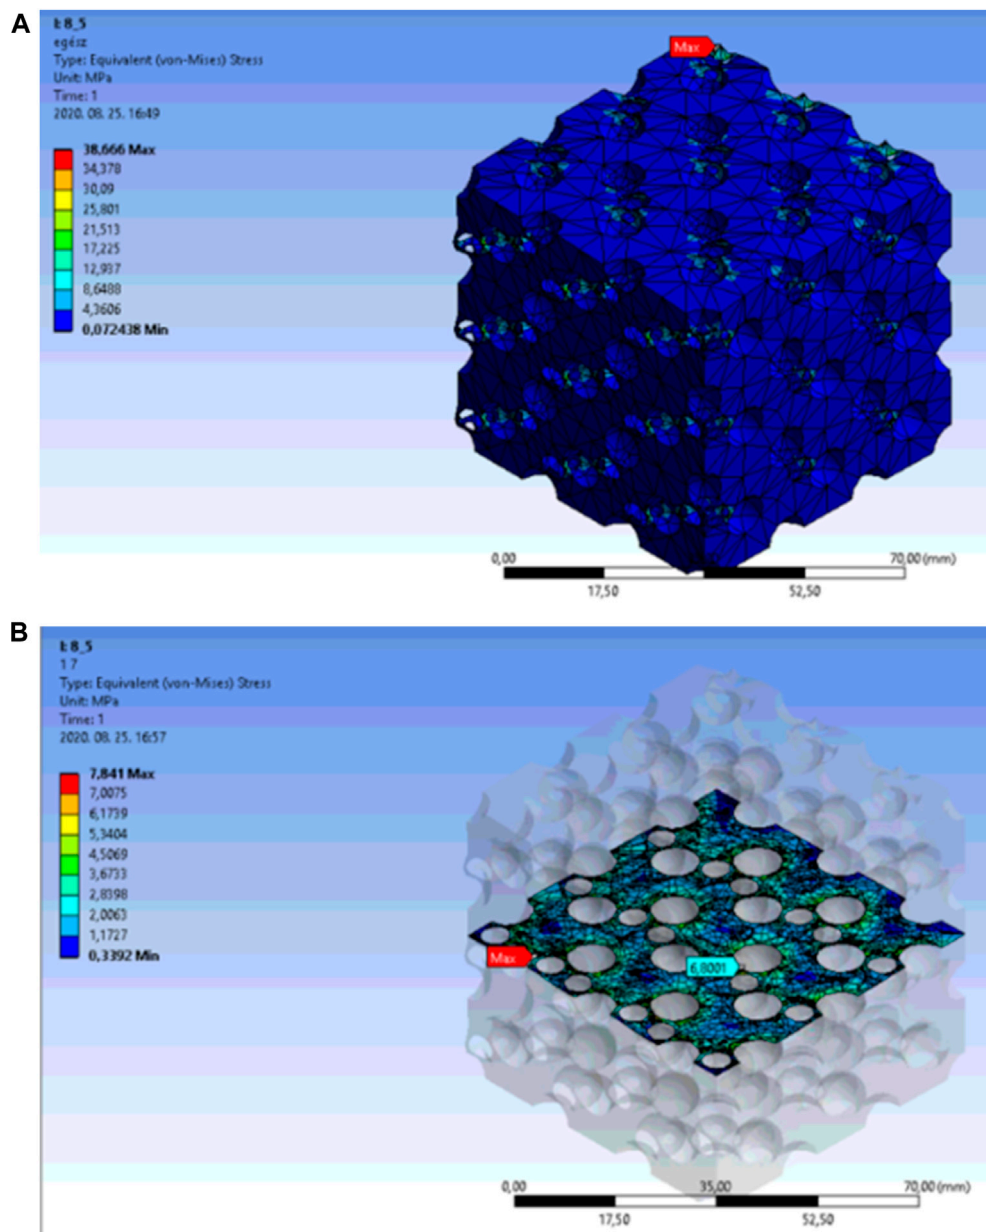 A
I: 8_5
egész
Type: Equivalent (von-Mises) Stress
Unit: MPa
Time: 1
2020. 08. 25. 16:49
38,666 Max
34,378
30,09
25,801
21,513
17,225
12,937
8,6488
4,3606
0,072438 Min
Max
0,00
70,00 (mm)
17,50
52,50
B
I: 8_5
1 7
Type: Equivalent (von-Mises) Stress
Unit: MPa
Time: 1
2020. 08. 25. 16:57
7,841 Max
7,0075
6,1739
5,3404
4,5069
3,6733
2,8398
2,0063
1,1727
0,3392 Min
Max
6,8001
0,00
35,00
70,00 (mm)
17,50
52,50